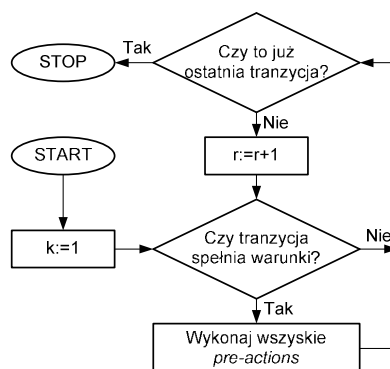 Tak
Czy to już
ostatnia tranzycja?
STOP
Nie
START
r:=r+1
k:=1
Czy tranzycja
spełnia warunki?
Nie
Tak
Wykonaj wszyskie
pre-actions